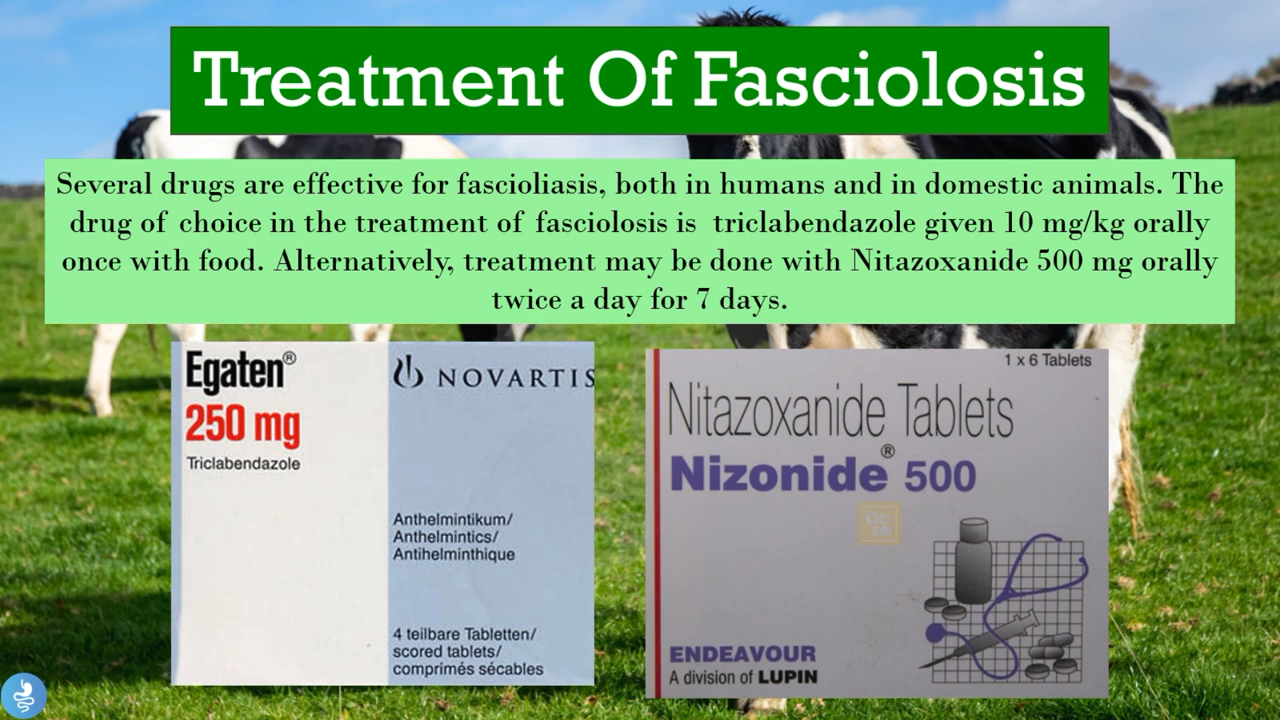 Treatment Of Fasciolosis
Several drugs are effective for fascioliasis, both in humans and in domestic animals. The
drug of choice in the treatment of fasciolosis is triclabendazole given 10 mg/kg orally
once with food. Alternatively, treatment may be done with Nitazoxanide 500 mg orally
twice a day for 7 days.
Egaten®
250 mg
Triclabendazole
NOVARTIS
Anthelmintikum/
Anthelmintics/
Antihelminthique
4 teilbare Tabletten/
scored tablets/
comprimés sécables
1 x 6 Tablets
Nitazoxanide Tablets
Nizonide® 500
ENDEAVOUR
A division of LUPIN